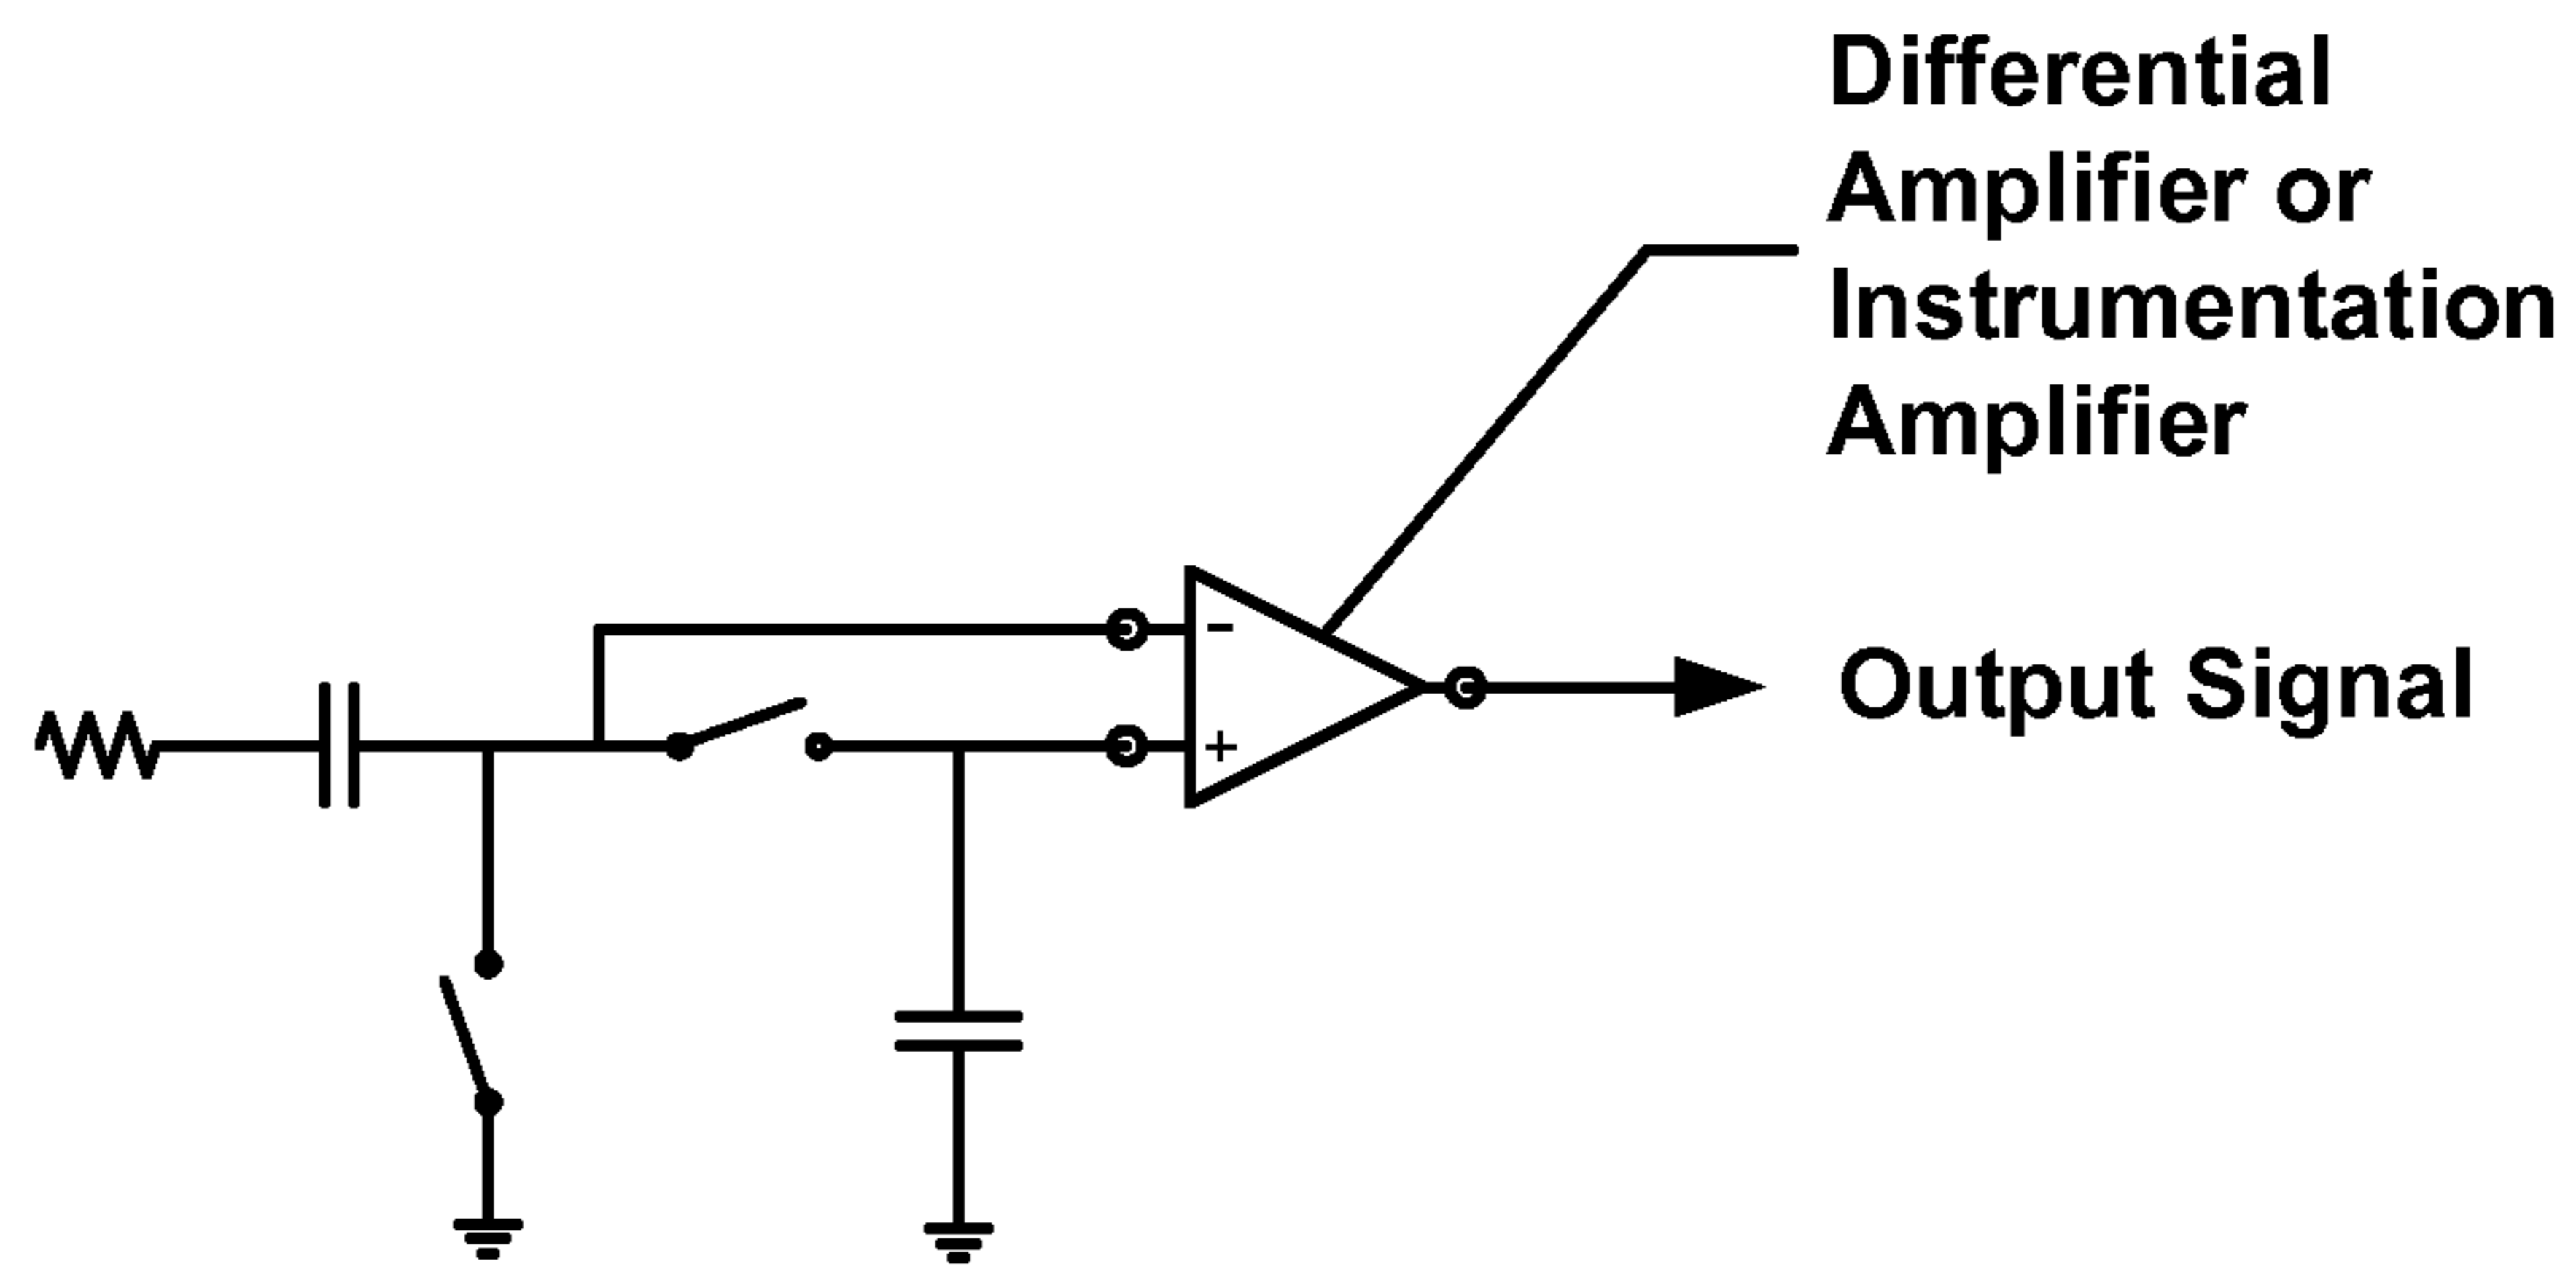 Differential
Amplifier or
Instrumentation
Amplifier
-
+
Output Signal